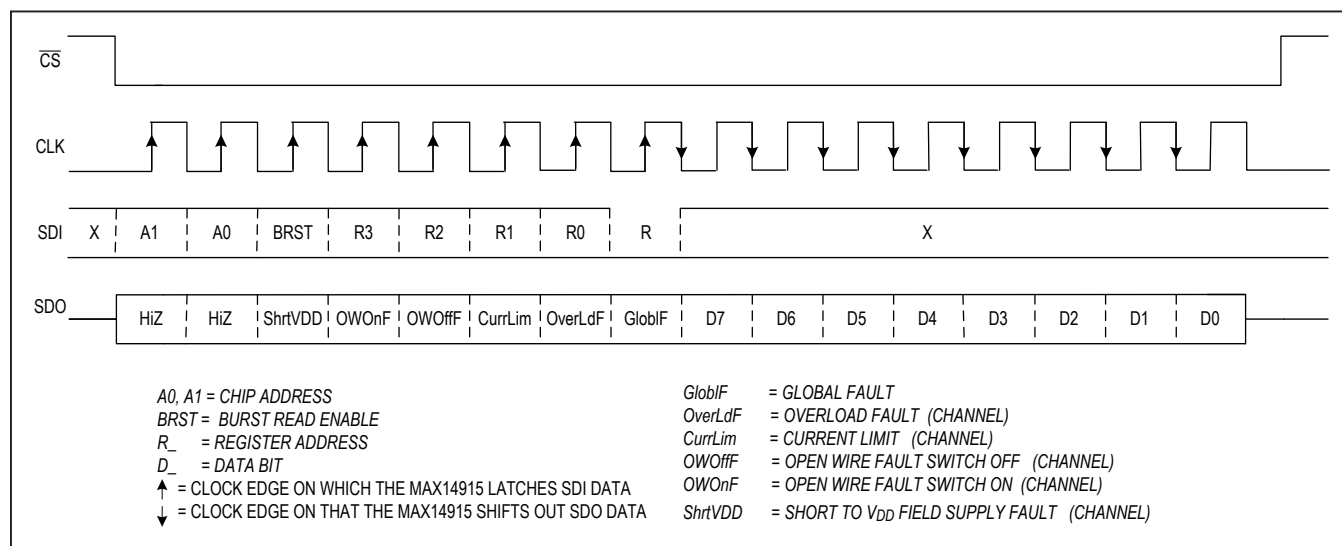 CS
CLK
SDI X A1 A0 BRST R3 R2 R1 R0 R X
SDO HiZ HiZ ShrtVDD OWOnF OWOffF CurrLim OverLdF GloblF D7 D6 D5 D4 D3 D2 D1 D0
A0, A1 = CHIP ADDRESS
BRST = BURST READ ENABLE
R_ = REGISTER ADDRESS
D_ = DATA BIT
↑ = CLOCK EDGE ON WHICH THE MAX14915 LATCHES SDI DATA
↓ = CLOCK EDGE ON THAT THE MAX14915 SHIFTS OUT SDO DATA
GloblF = GLOBAL FAULT
OverLdF = OVERLOAD FAULT (CHANNEL)
CurrLim = CURRENT LIMIT (CHANNEL)
OWOffF = OPEN WIRE FAULT SWITCH OFF (CHANNEL)
OWOnF = OPEN WIRE FAULT SWITCH ON (CHANNEL)
ShrtVDD = SHORT TO VDD FIELD SUPPLY FAULT (CHANNEL)